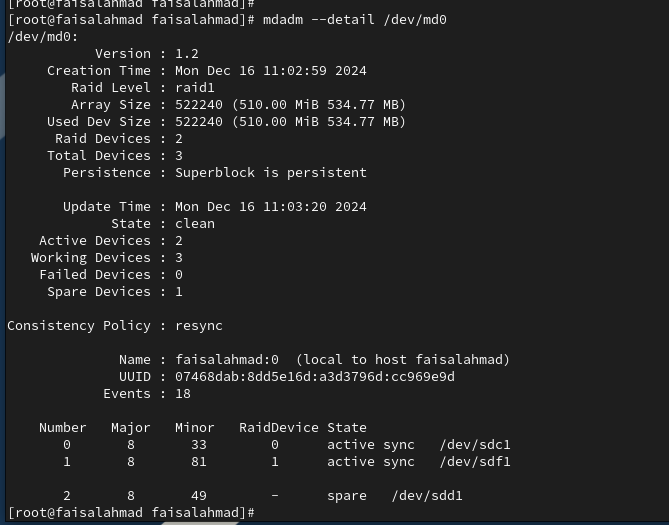 [root@faisalahmad faisalahmad]#
[root@faisalahmad faisalahmad]# mdadm --detail /dev/md0
/dev/md0:
           Version : 1.2
     Creation Time : Mon Dec 16 11:02:59 2024
        Raid Level : raid1
        Array Size : 522240 (510.00 MiB 534.77 MB)
     Used Dev Size : 522240 (510.00 MiB 534.77 MB)
      Raid Devices : 2
     Total Devices : 3
       Persistence : Superblock is persistent

       Update Time : Mon Dec 16 11:03:20 2024
             State : clean
    Active Devices : 2
   Working Devices : 3
    Failed Devices : 0
     Spare Devices : 1

Consistency Policy : resync

              Name : faisalahmad:0  (local to host faisalahmad)
              UUID : 07468dab:8dd5e16d:a3d3796d:cc969e9d
            Events : 18

    Number   Major   Minor   RaidDevice State
       0       8       33        0      active sync   /dev/sdc1
       1       8       81        1      active sync   /dev/sdf1

       2       8       49        -      spare   /dev/sdd1
[root@faisalahmad faisalahmad]#